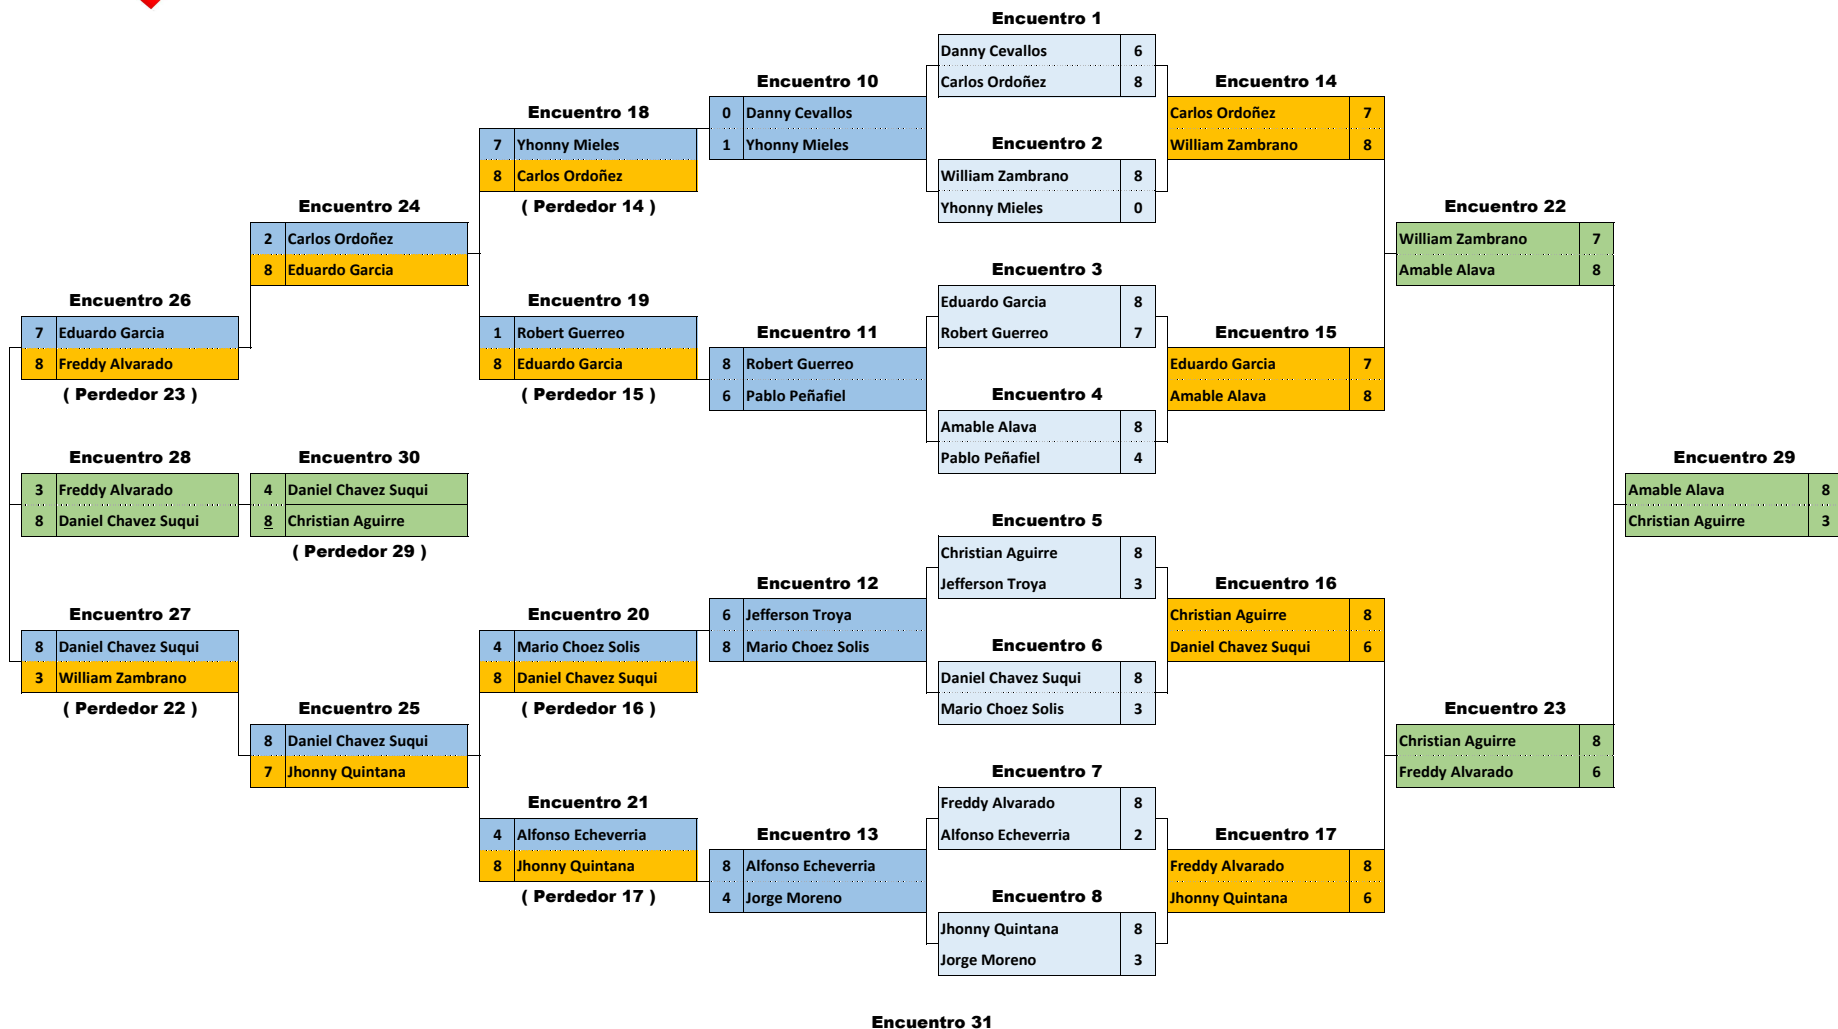 Encuentro 1
Danny Cevallos 6
Carlos Ordoñez 8
Encuentro 10
0 Danny Cevallos
1 Yhonny Mieles
Encuentro 14
Carlos Ordoñez 7
William Zambrano 8
Encuentro 18
7 Yhonny Mieles
8 Carlos Ordoñez
( Perdedor 14 )
Encuentro 2
William Zambrano 8
Yhonny Mieles 0
Encuentro 24
2 Carlos Ordoñez
8 Eduardo Garcia
Encuentro 22
William Zambrano 7
Amable Alava 8
Encuentro 3
Eduardo Garcia 8
Robert Guerreo 7
Encuentro 26
7 Eduardo Garcia
8 Freddy Alvarado
( Perdedor 23 )
Encuentro 19
1 Robert Guerreo
8 Eduardo Garcia
( Perdedor 15 )
Encuentro 11
8 Robert Guerreo
6 Pablo Peñafiel
Encuentro 15
Eduardo Garcia 7
Amable Alava 8
Encuentro 4
Amable Alava 8
Pablo Peñafiel 4
Encuentro 28
3 Freddy Alvarado
8 Daniel Chavez Suqui
Encuentro 30
4 Daniel Chavez Suqui
8 Christian Aguirre
( Perdedor 29 )
Encuentro 29
Amable Alava 8
Christian Aguirre 3
Encuentro 5
Christian Aguirre 8
Jefferson Troya 3
Encuentro 12
6 Jefferson Troya
8 Mario Choez Solis
Encuentro 16
Christian Aguirre 8
Daniel Chavez Suqui 6
Encuentro 27
8 Daniel Chavez Suqui
3 William Zambrano
( Perdedor 22 )
Encuentro 20
4 Mario Choez Solis
8 Daniel Chavez Suqui
( Perdedor 16 )
Encuentro 6
Daniel Chavez Suqui 8
Mario Choez Solis 3
Encuentro 25
8 Daniel Chavez Suqui
7 Jhonny Quintana
Encuentro 23
Christian Aguirre 8
Freddy Alvarado 6
Encuentro 7
Freddy Alvarado 8
Alfonso Echeverria 2
Encuentro 21
4 Alfonso Echeverria
8 Jhonny Quintana
( Perdedor 17 )
Encuentro 13
8 Alfonso Echeverria
4 Jorge Moreno
Encuentro 17
Freddy Alvarado 8
Jhonny Quintana 6
Encuentro 8
Jhonny Quintana 8
Jorge Moreno 3
Encuentro 31